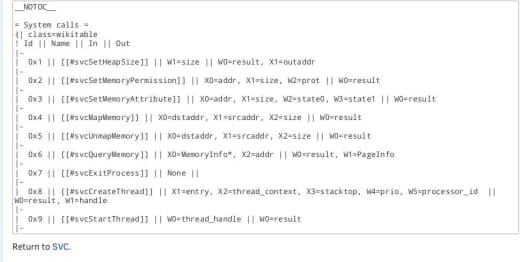 __NOTOC__
= System calls =
{| class=wikitable
! Id || Name || In || Out
|-
| 0x1 || [[#svcSetHeapSize]] || W1=size || W0=result, X1=outaddr
|-
| 0x2 || [[#svcSetMemoryPermission]] || X0=addr, X1=size, W2=prot || W0=result
|-
| 0x3 || [[#svcSetMemoryAttribute]] || X0=addr, X1=size, W2=state0, W3=state1 || W0=result
|-
| 0x4 || [[#svcMapMemory]] || X0=dstaddr, X1=srcaddr, X2=size || W0=result
|-
| 0x5 || [[#svcUnmapMemory]] || X0=dstaddr, X1=srcaddr, X2=size || W0=result
|-
| 0x6 || [[#svcQueryMemory]] || X0=MemoryInfo*, X2=addr || W0=result, W1=PageInfo
|-
| 0x7 || [[#svcExitProcess]] || None ||
|-
| 0x8 || [[#svcCreateThread]] || X1=entry, X2=thread_context, X3=stacktop, W4=prio, W5=processor_id ||
W0=result, W1=handle
|-
| 0x9 || [[#svcStartThread]] || W0=thread_handle || W0=result
|-
Return to SVC.